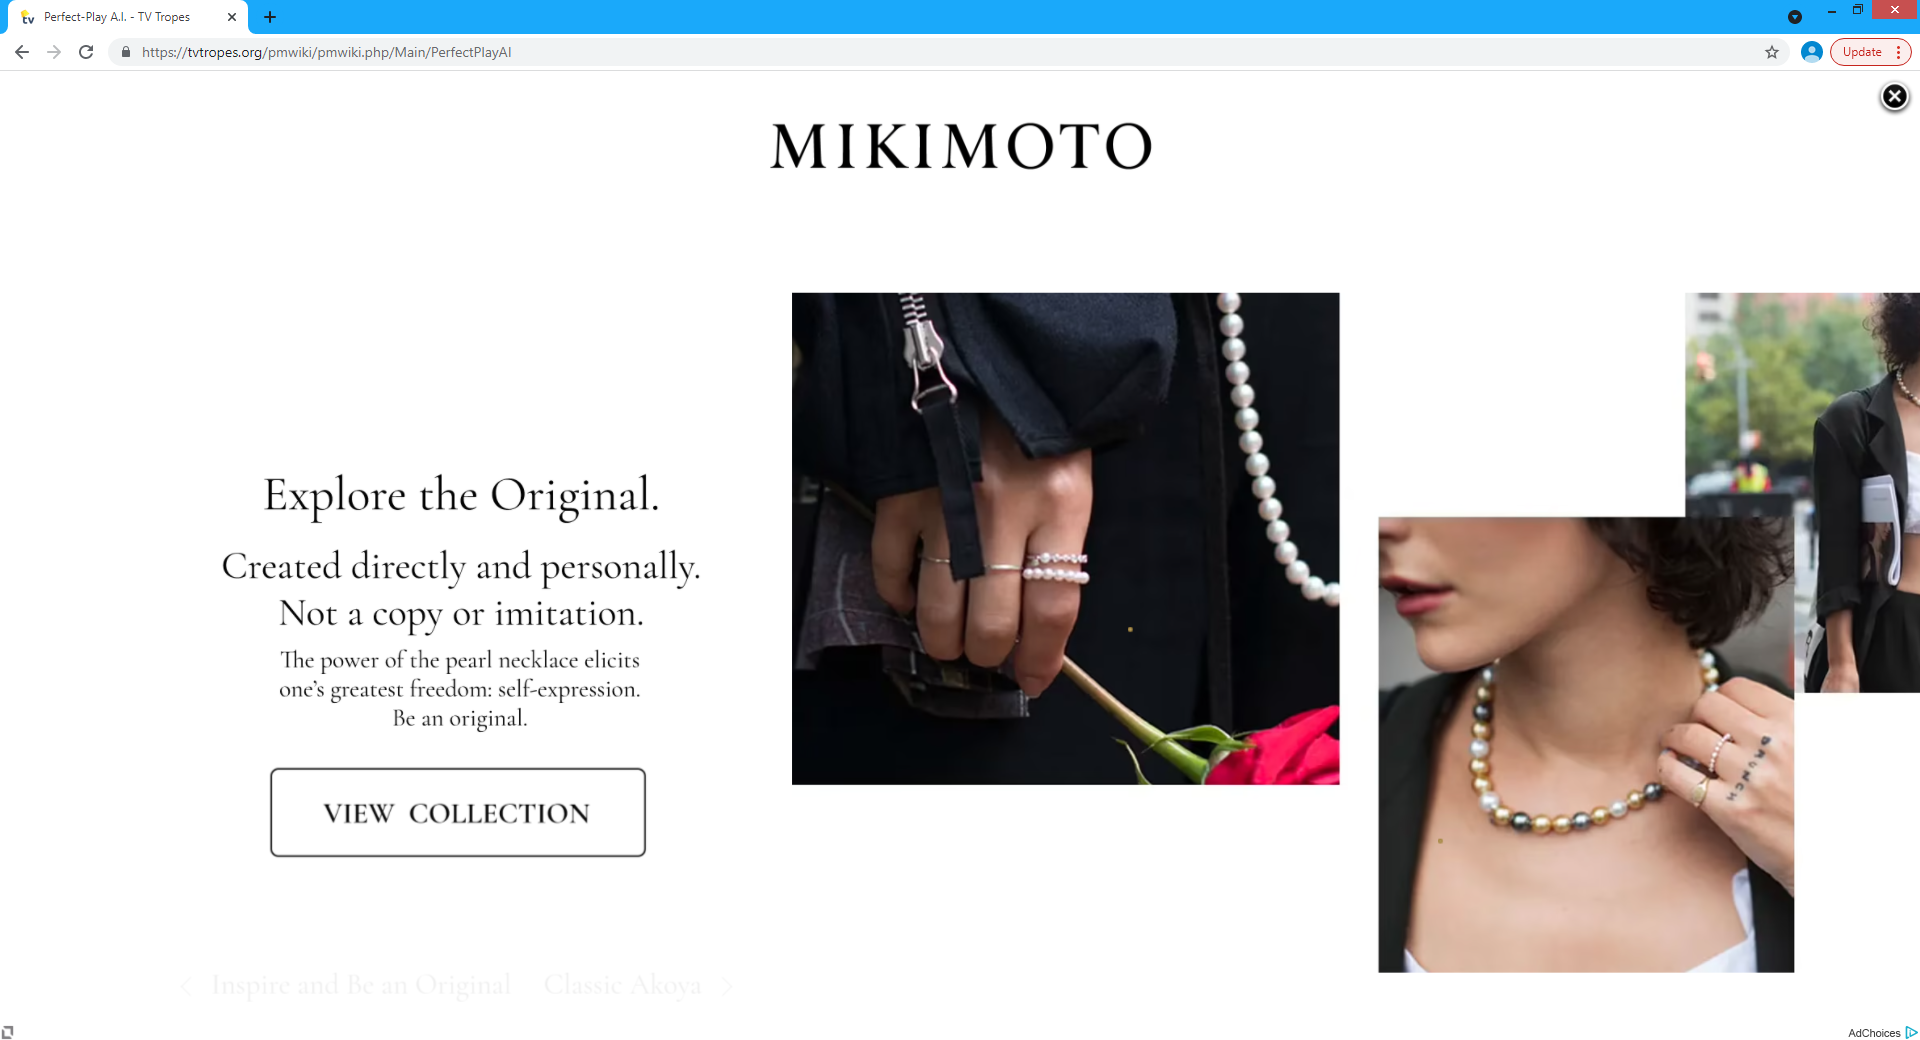 Perfect-Play A.I. - TV Tropes
https://tvtropes.org/pmwiki/pmwiki.php/Main/PerfectPlayAI
Update
MIKIMOTO
Explore the Original.
Created directly and personally.
Not a copy or imitation.
The power of the pearl necklace elicits
one's greatest freedom: self-expression.
Be an original.
VIEW COLLECTION
BRUNCH
Inspire and Be an Original
Classic Akoya
AdChoices